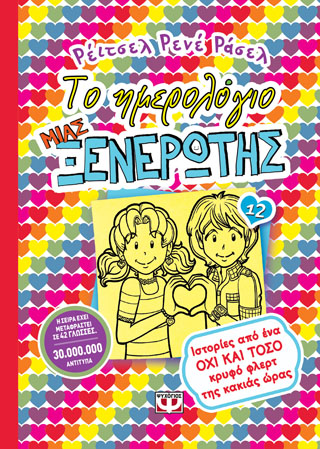 Ρέιτσελ Ρενέ Ράσελ
Το ημερολόγιο
ΜΙΑΣ
ΞΕΝΕΡΩΤΗΣ
12
Η ΣΕΙΡΑ ΕΧΕΙ
ΜΕΤΑΦΡΑΣΤΕΙ
ΣΕ 42 ΓΛΩΣΣΕΣ.
30.000.000
ΑΝΤΙΤΥΠΑ
Ιστορίες από ένα
ΟΧΙ ΚΑΙ ΤΟΣΟ
κρυφό φλερτ
της κακιάς ώρας
ΨΥΧΟΓΙΟΣ